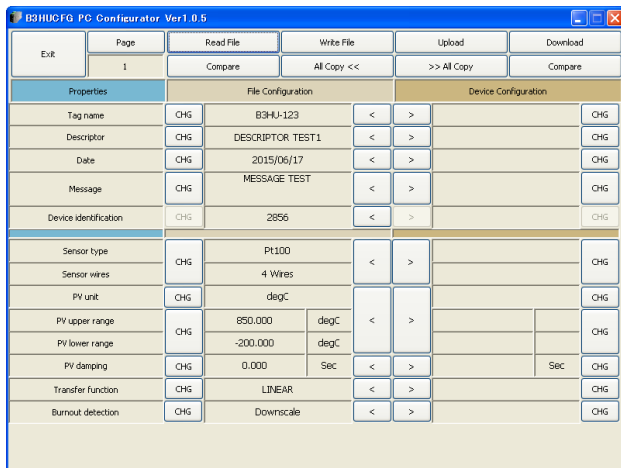 B3HUCFG PC Configurator Ver1.0.5
Exit Page Read File Write File Upload Download
1 Compare All Copy << >> All Copy Compare
Properties File Configuration Device Configuration
Tag name CHG B3HU-123 < > CHG
Descriptor CHG DESCRIPTOR TEST1 < > CHG
Date CHG 2015/06/17 < > CHG
Message CHG MESSAGE TEST < > CHG
Device identification CHG 2856 < > CHG
Sensor type CHG Pt100 < > CHG
Sensor wires 4 Wires
PV unit CHG degC < > CHG
PV upper range CHG 850.000 degC CHG
PV lower range -200.000 degC
PV damping CHG 0.000 Sec < > Sec CHG
Transfer function CHG LINEAR < > CHG
Burnout detection CHG Downscale < > CHG